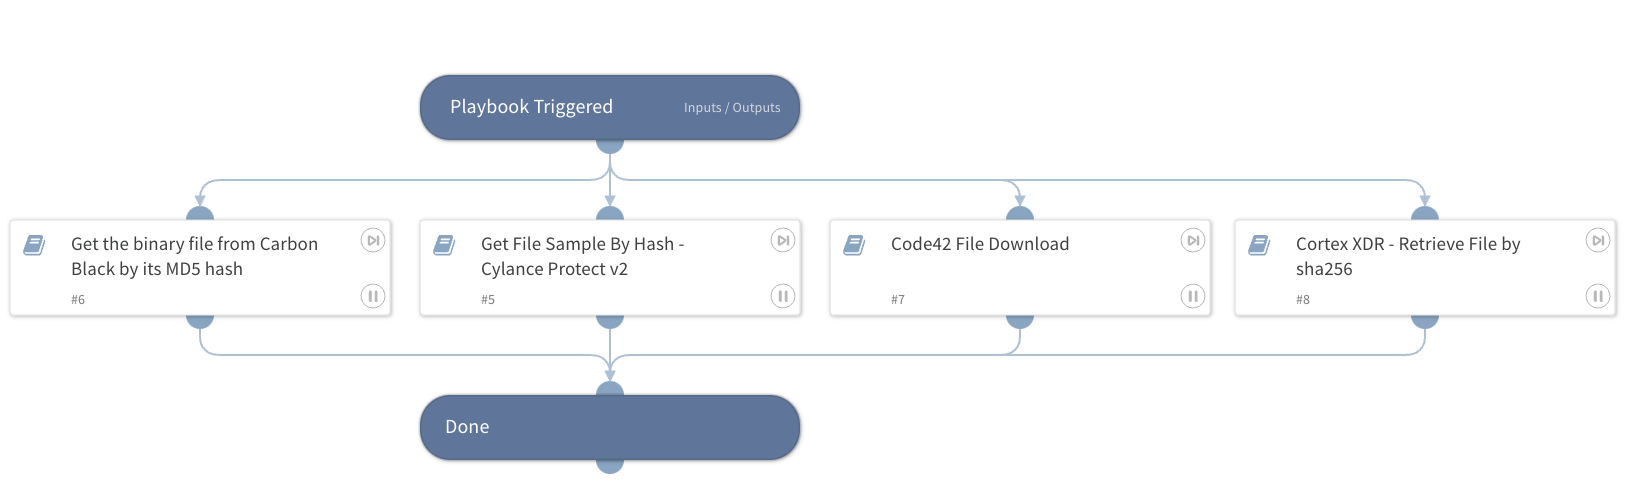 Playbook Triggered
Inputs / Outputs
Get the binary file from Carbon
Black by its MD5 hash
#6
Get File Sample By Hash -
Cylance Protect v2
#5
Code42 File Download
#7
Cortex XDR - Retrieve File by
sha256
#8
Done